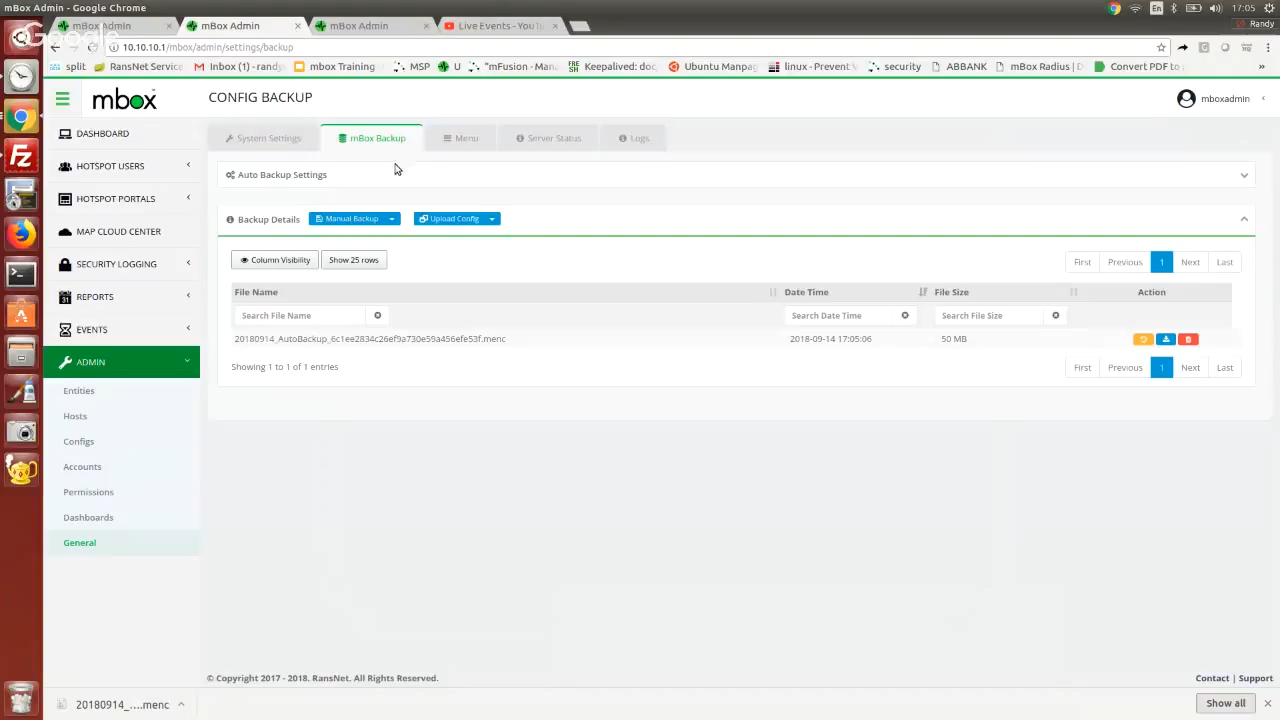 mBox Admin - Google Chrome
En
17:05
mBox Admin
mBox Admin
mBox Admin
Live Events - YouTu
Randy
Google
10.10.10.1/mbox/admin/settings/backup
split
RansNet Service
Inbox (1) - randy
mbox Training
MSP
U
"mFusion - Mana
Keepalived: doc
Ubuntu Manpag
linux - Prevent V
security
ABBANK
mBox Radius | D
Convert PDF to
»
mbox
CONFIG BACKUP
mboxadmin
DASHBOARD
HOTSPOT USERS
HOTSPOT PORTALS
MAP CLOUD CENTER
SECURITY LOGGING
REPORTS
EVENTS
ADMIN
Entities
Hosts
Configs
Accounts
Permissions
Dashboards
General
System Settings
mBox Backup
Menu
Server Status
Logs
Auto Backup Settings
Backup Details
Manual Backup
Upload Config
Column Visibility
Show 25 rows
First
Previous
1
Next
Last
File Name
Date Time
File Size
Action
Search File Name
Search Date Time
Search File Size
20180914_AutoBackup_6c1ee2834c26ef9a730e59a456efe53f.menc
2018-09-14 17:05:06
50 MB
Showing 1 to 1 of 1 entries
First
Previous
1
Next
Last
© Copyright 2017 - 2018. RansNet. All Rights Reserved.
Contact | Support
20180914_....menc
Show all